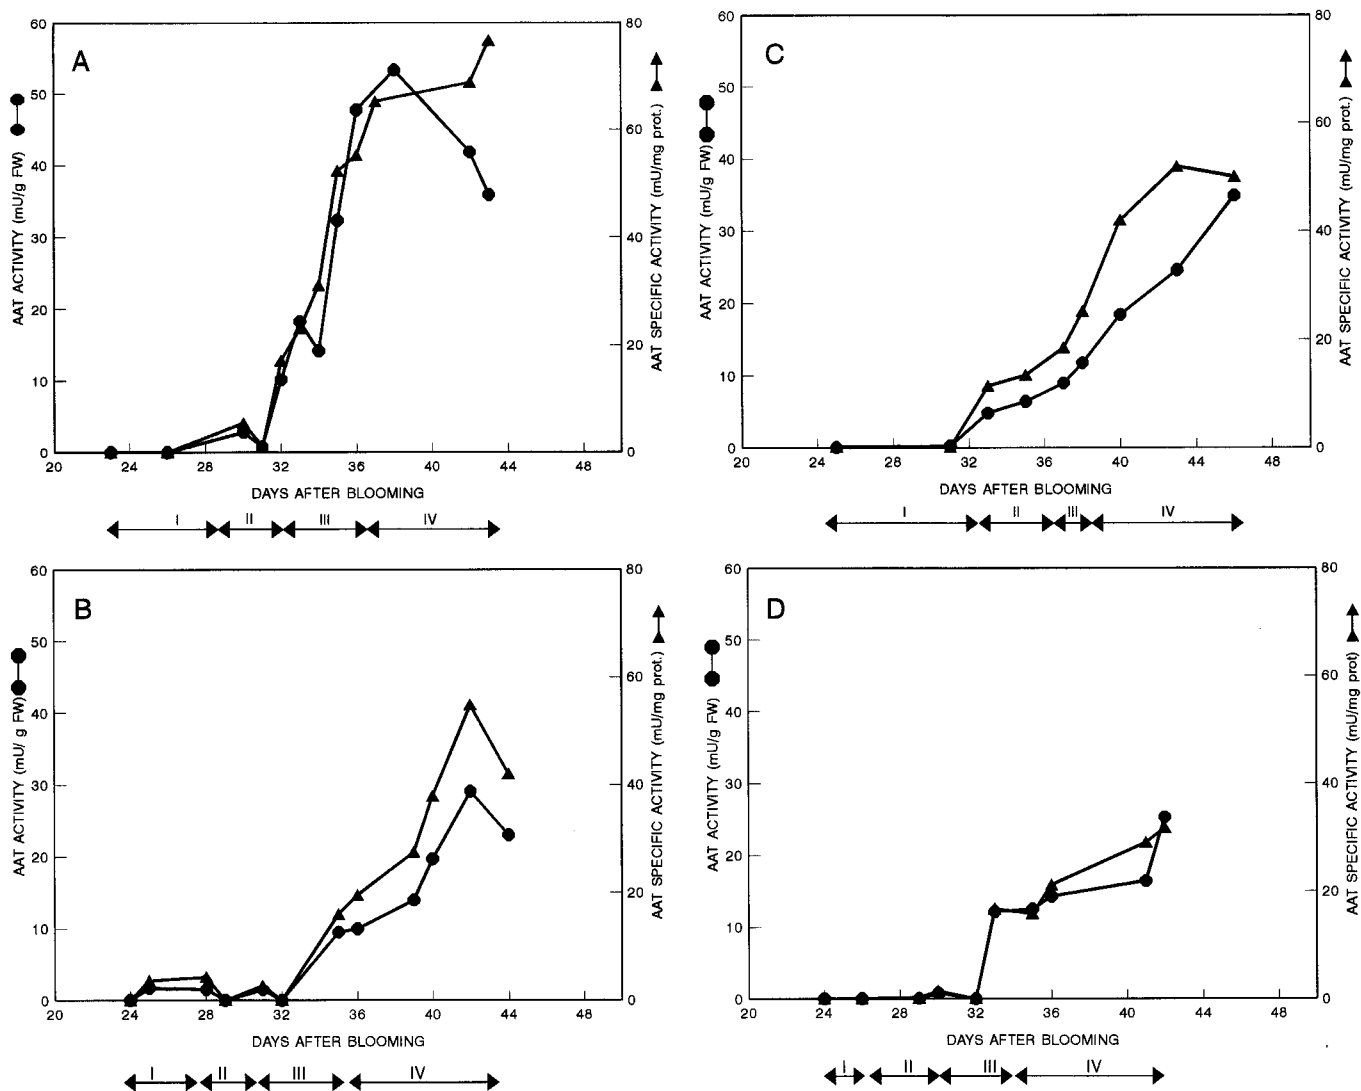 A
60
50
40
30
20
10
0
AAT ACTIVITY (mU/g FW)
80
60
40
20
0
AAT SPECIFIC ACTIVITY (mU/mg prot.)
20 24 28 32 36 40 44 48
DAYS AFTER BLOOMING
I II III IV
C
60
50
40
30
20
10
0
AAT ACTIVITY (mU/g FW)
80
60
40
20
0
AAT SPECIFIC ACTIVITY (mU/mg prot.)
20 24 28 32 36 40 44 48
DAYS AFTER BLOOMING
I II III IV
B
60
50
40
30
20
10
0
AAT ACTIVITY (mU/ g FW)
80
60
40
20
0
AAT SPECIFIC ACTIVITY (mU/mg prot.)
20 24 28 32 36 40 44 48
DAYS AFTER BLOOMING
I II III IV
D
60
50
40
30
20
10
0
AAT ACTIVITY (mU/g FW)
80
60
40
20
0
AAT SPECIFIC ACTIVITY (mU/mg prot)
20 24 28 32 36 40 44 48
DAYS AFTER BLOOMING
I II III IV